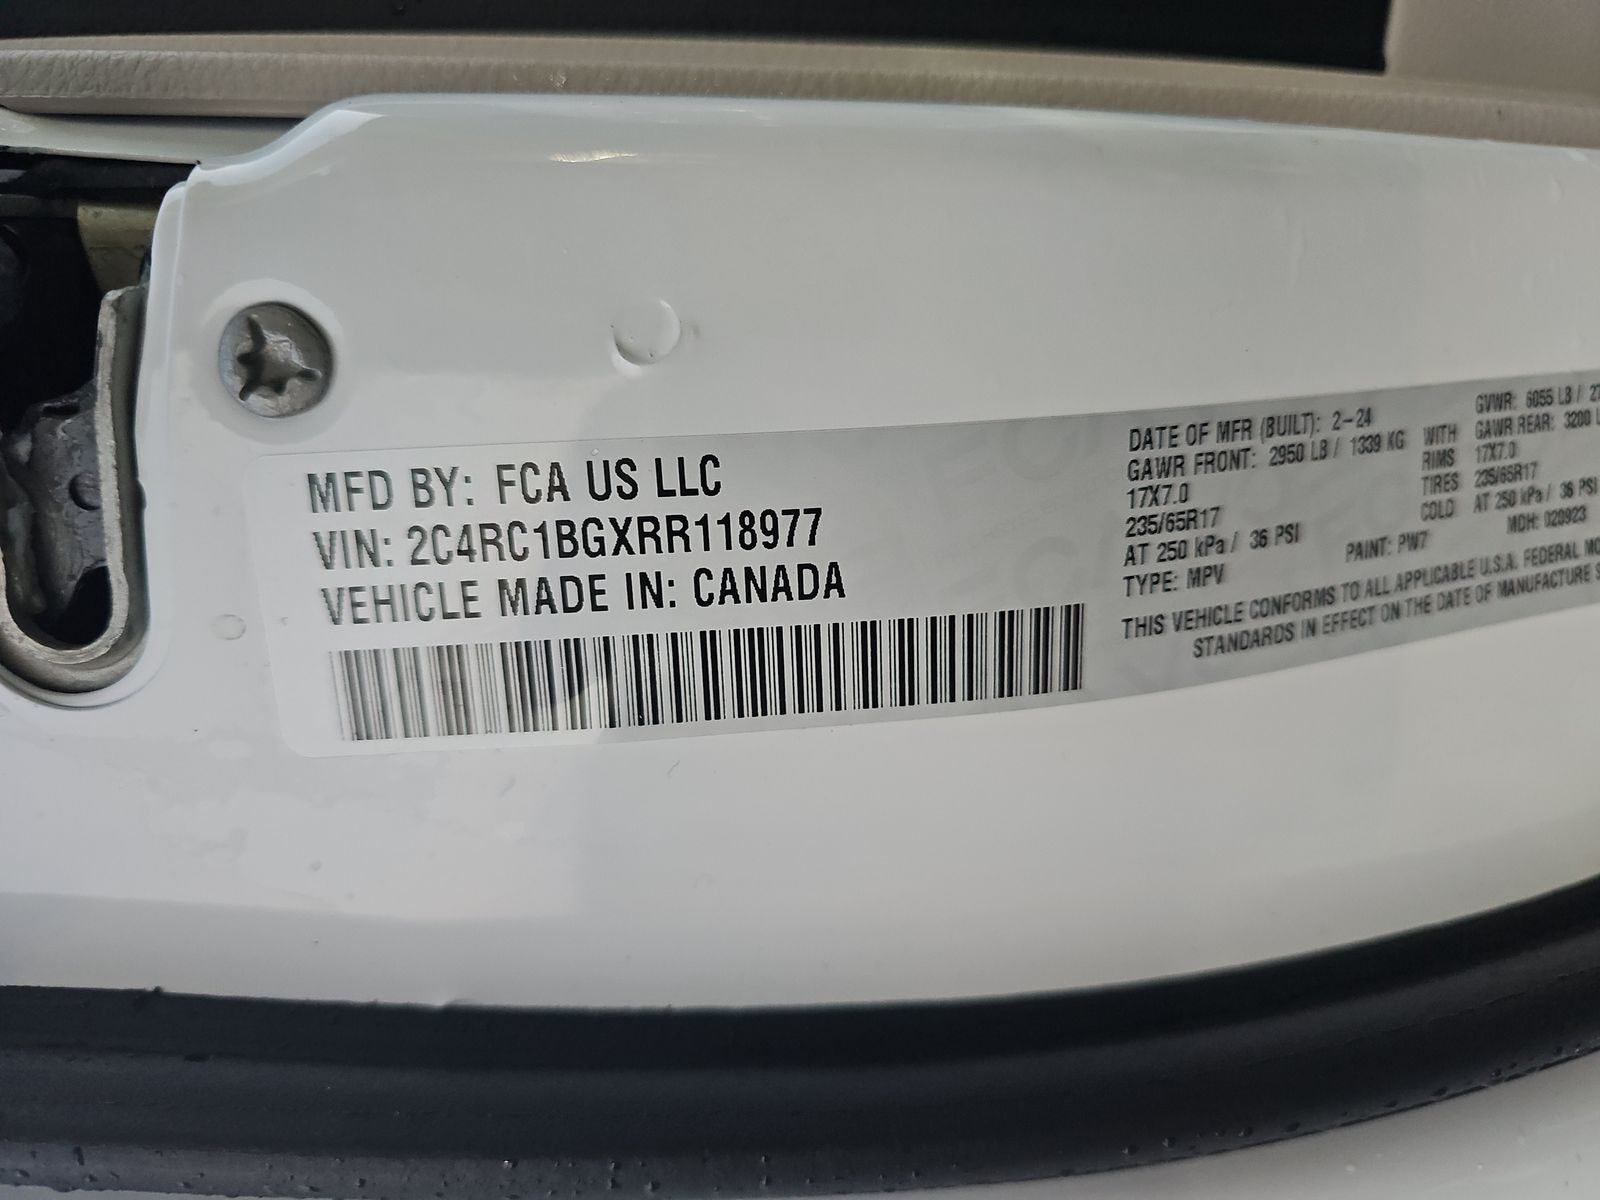 MFD BY: FCA US LLC
VIN: 2C4RC1BGXRR118977
VEHICLE MADE IN: CANADA
DATE OF MFR (BUILT): 2-24
GVWR: 6055 LB / 27
GAWR FRONT: 2950 LB / 1339 KG WITH GAWR REAR: 3200 L
17X7.0 RIMS 17X7.0
235/65R17 TIRES 235/65R17
AT 250 kPa / 36 PSI COLD AT 250 kPa / 36 PSI
TYPE: MPV PAINT: PW7 MDH: 020923
THIS VEHICLE CONFORMS TO ALL APPLICABLE U.S.A. FEDERAL MO
STANDARDS IN EFFECT ON THE DATE OF MANUFACTURE S